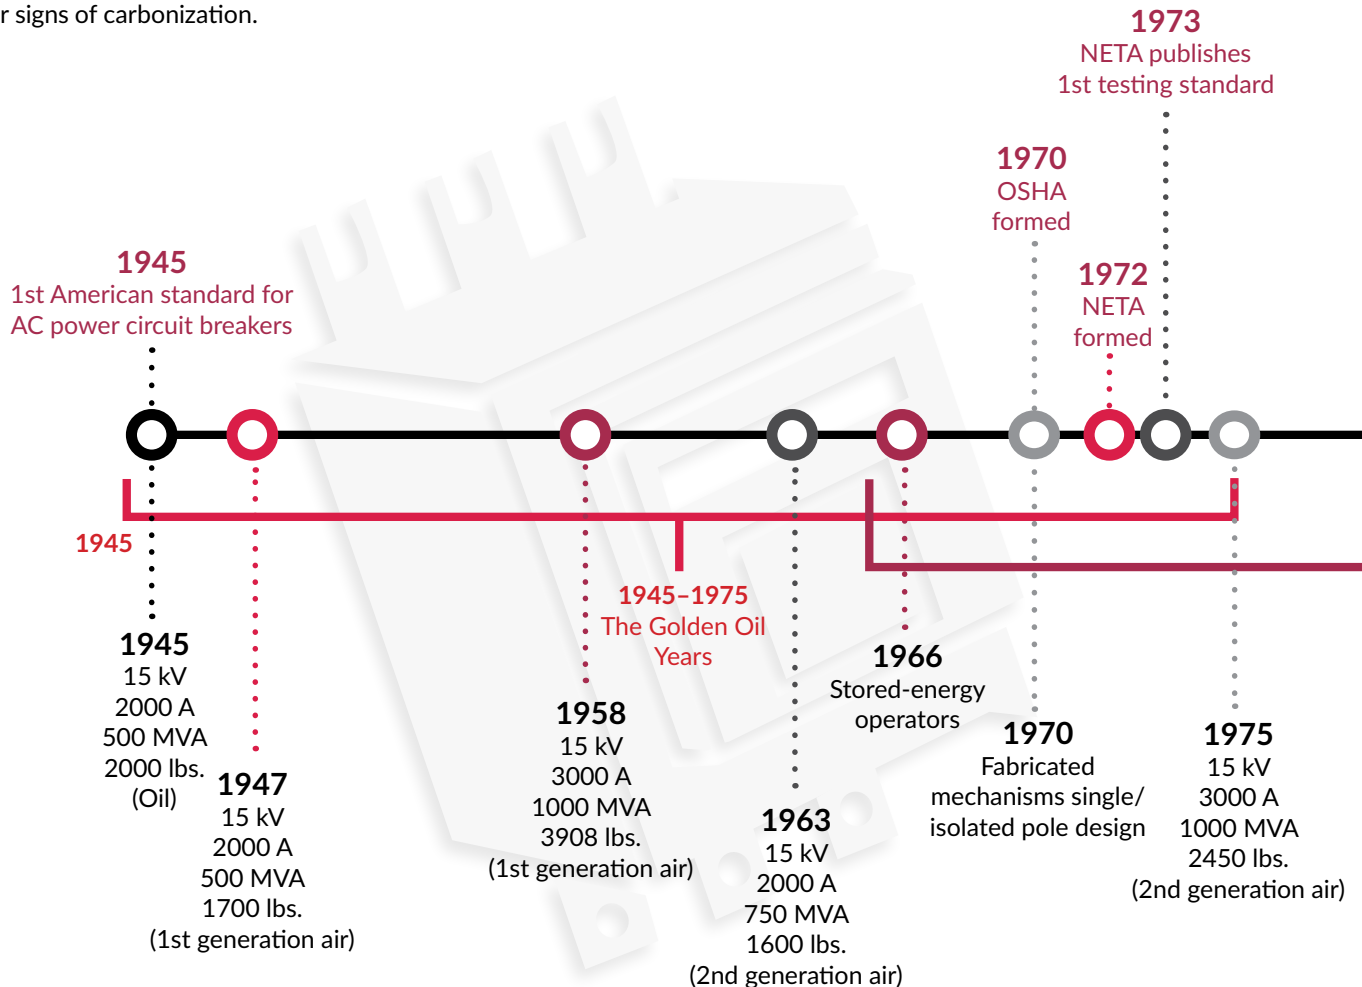 r signs of carbonization.
1973
NETA publishes
1st testing standard
1970
OSHA
formed
1972
NETA
formed
1945
1st American standard for
AC power circuit breakers
1945
1945–1975
The Golden Oil
Years
1945
15 kV
2000 A
500 MVA
2000 lbs.
(Oil)
1947
15 kV
2000 A
500 MVA
1700 lbs.
(1st generation air)
1958
15 kV
3000 A
1000 MVA
3908 lbs.
(1st generation air)
1963
15 kV
2000 A
750 MVA
1600 lbs.
(2nd generation air)
1966
Stored-energy
operators
1970
Fabricated
mechanisms single/
isolated pole design
1975
15 kV
3000 A
1000 MVA
2450 lbs.
(2nd generation air)